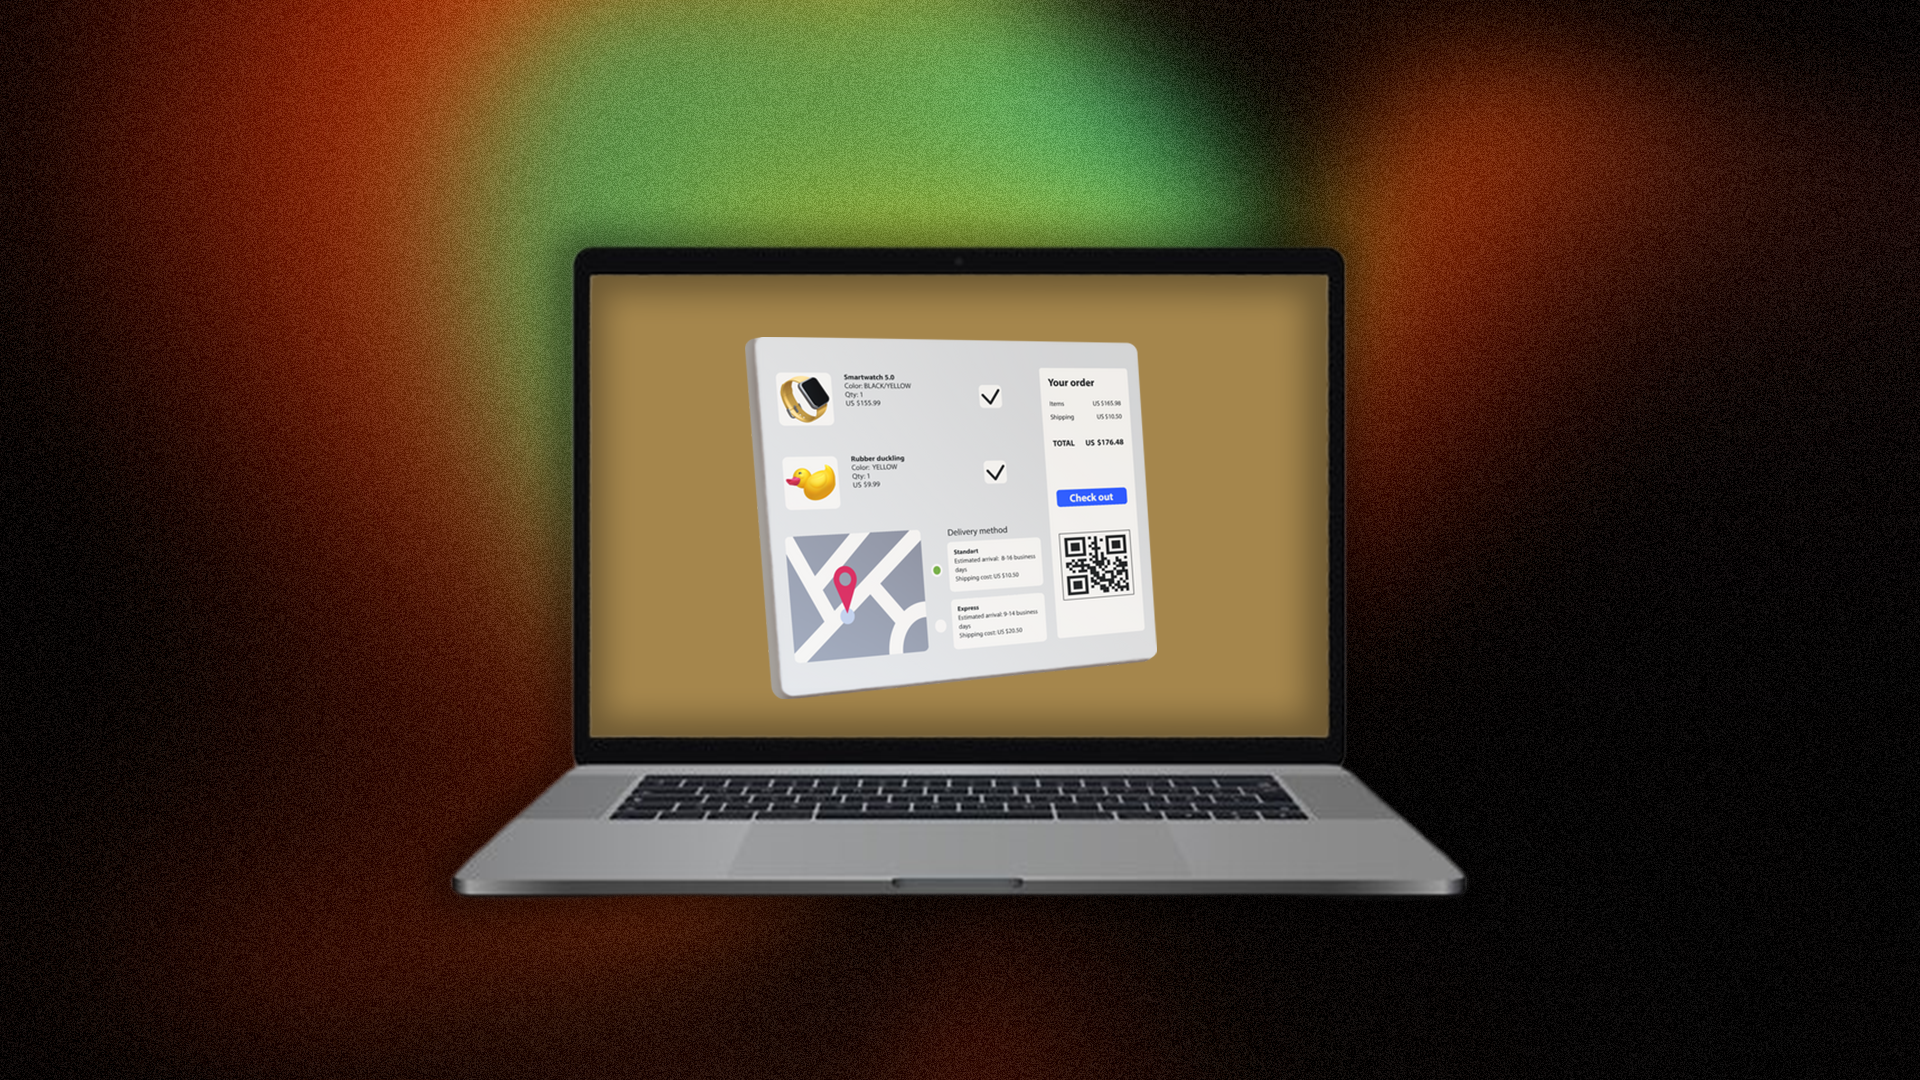 Smartwatch 5.0
Color: BLACK/YELLOW
Qty: 1
US $155.99
Rubber duckling
Color: YELLOW
Qty: 1
US $9.99
Delivery method
Standart
Estimated arrival: 8-16 business
days
Shipping cost: US $10.50
Express
Estimated arrival: 9-14 business
days
Shipping cost: US $20.50
Your order
Items US $165.98
Shipping US $10.50
TOTAL US $176.48
Check out